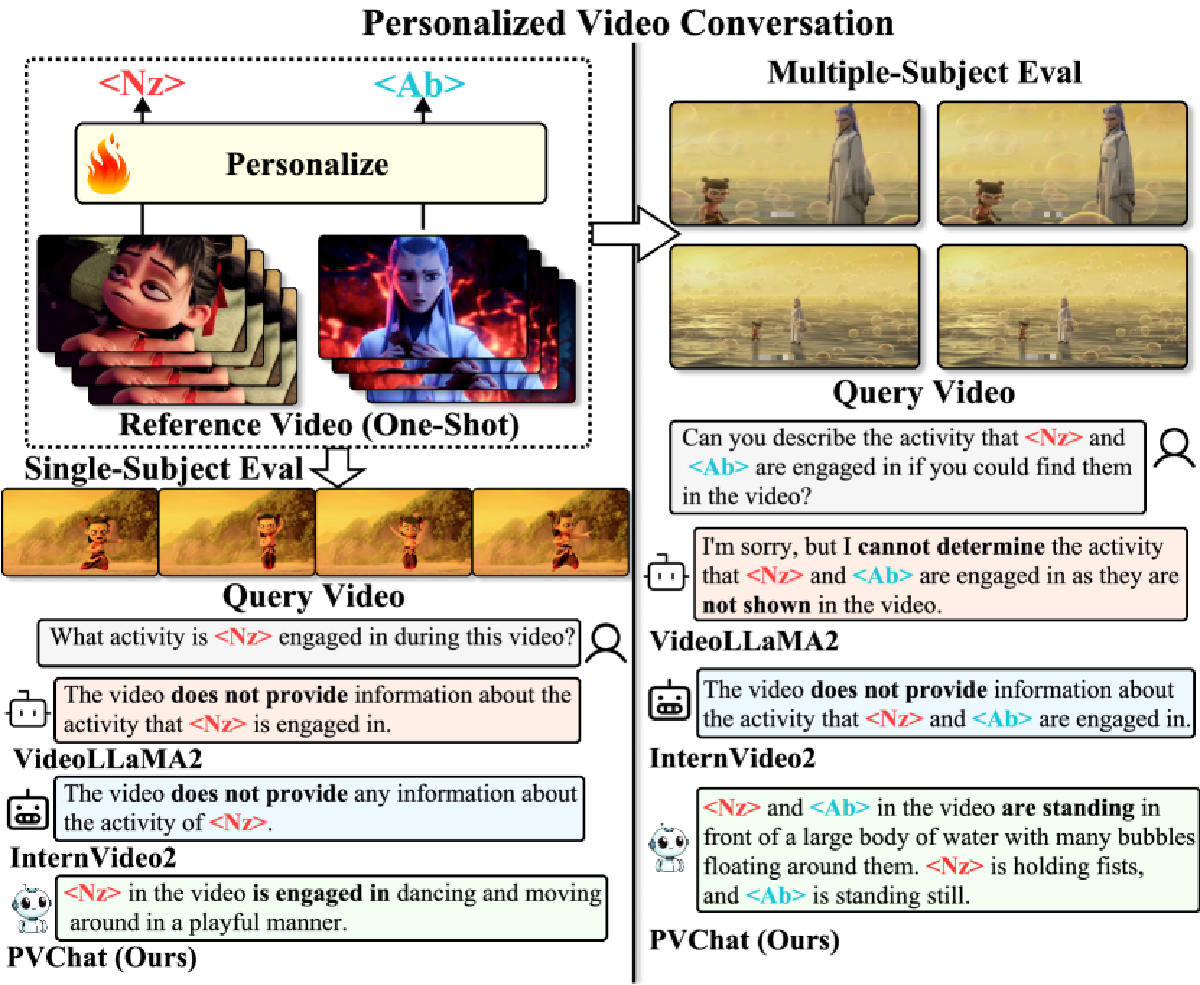 Personalized Video Conversation
<Nz>
<Ab>
Personalize
Reference Video (One-Shot)
Single-Subject Eval
Query Video
What activity is <Nz> engaged in during this video?
The video does not provide information about the
activity that <Nz> is engaged in.
VideoLLaMA2
The video does not provide any information about
the activity of <Nz>.
InternVideo2
<Nz> in the video is engaged in dancing and moving
around in a playful manner.
PVChat (Ours)
Multiple-Subject Eval
Query Video
Can you describe the activity that <Nz> and
<Ab> are engaged in if you could find them
in the video?
I'm sorry, but I cannot determine the activity
that <Nz> and <Ab> are engaged in as they are
not shown in the video.
VideoLLaMA2
The video does not provide information about
the activity that <Nz> and <Ab> are engaged in.
InternVideo2
<Nz> and <Ab> in the video are standing in
front of a large body of water with many bubbles
floating around them. <Nz> is holding fists,
and <Ab> is standing still.
PVChat (Ours)